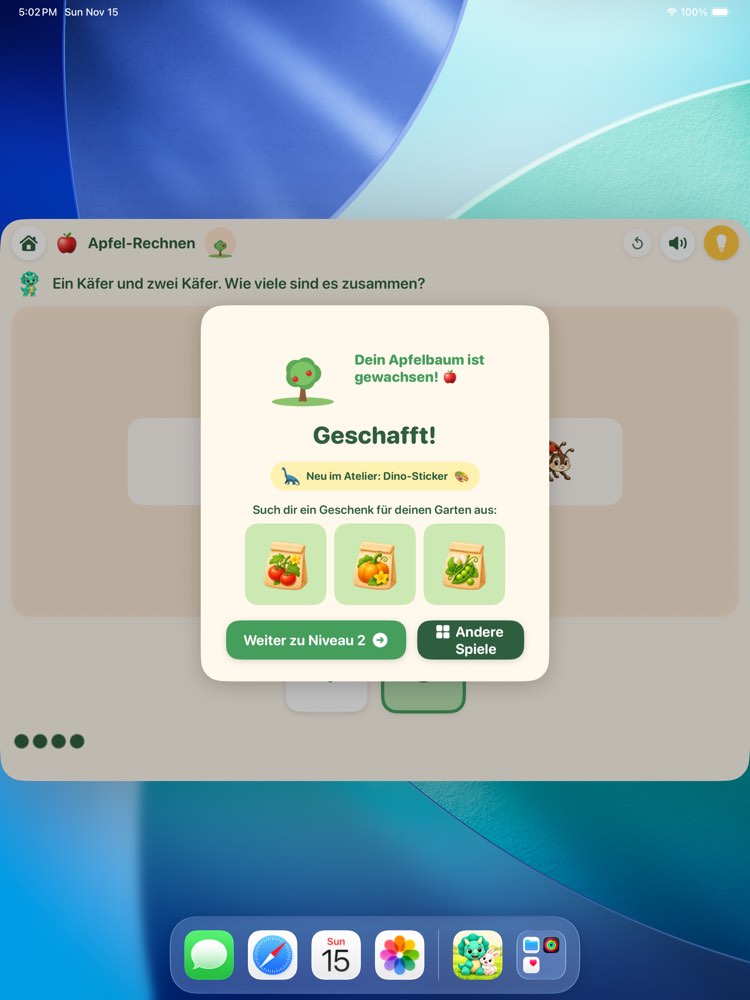 5:02 PM Sun Nov 15
100%
Apfel-Rechnen
Ein Käfer und zwei Käfer. Wie viele sind es zusammen?
Dein Apfelbaum ist
gewachsen!
Geschafft!
Neu im Atelier: Dino-Sticker
Such dir ein Geschenk für deinen Garten aus:
Weiter zu Niveau 2
Andere
Spiele
Sun
15